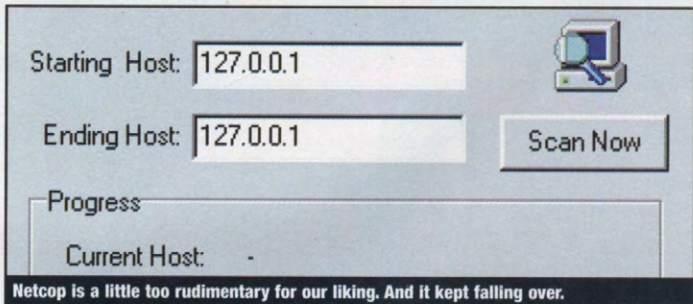 Starting Host: 127.0.0.1
Ending Host: 127.0.0.1
Scan Now
Progress
Current Host: -
Netcop is a little too rudimentary for our liking. And it kept falling over.